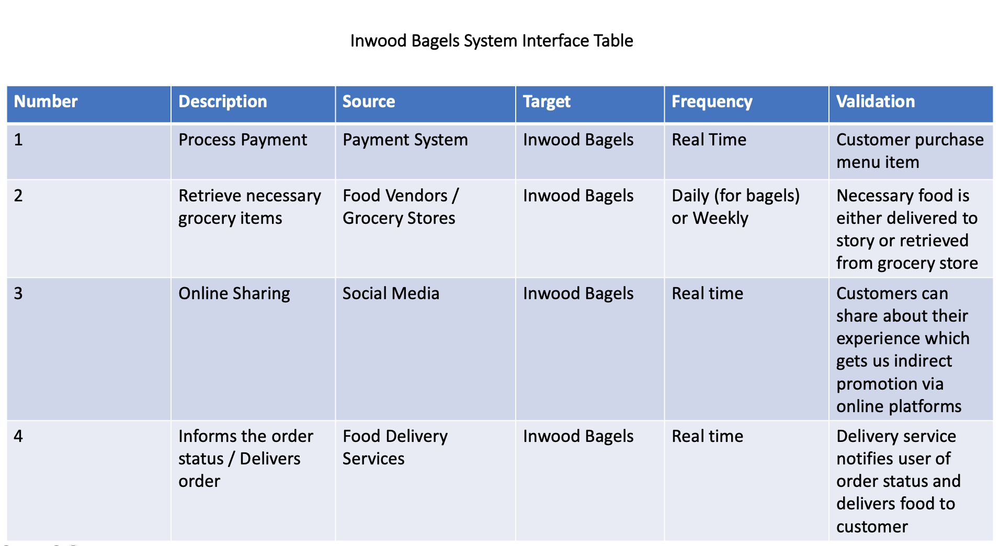 Inwood Bagels System Interface Table
Number Description Source Target Frequency Validation
1 Process Payment Payment System Inwood Bagels Real Time Customer purchase
menu item
2 Retrieve necessary Food Vendors / Inwood Bagels Daily (for bagels) Necessary food is
grocery items Grocery Stores or Weekly either delivered to
story or retrieved
from grocery store
3 Online Sharing Social Media Inwood Bagels Real time Customers can
share about their
experience which
gets us indirect
promotion via
online platforms
4 Informs the order Food Delivery Inwood Bagels Real time Delivery service
status / Delivers Services notifies user of
order order status and
delivers food to
customer